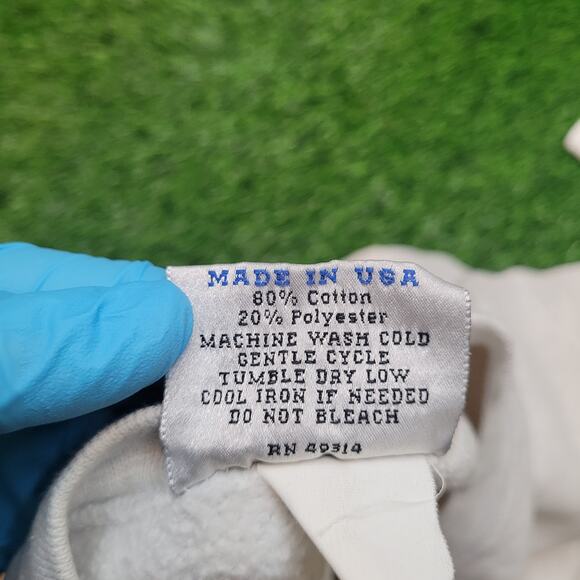 MADE IN USA
80% Cotton
20% Polyester
MACHINE WASH COLD
GENTLE CYCLE
TUMBLE DRY LOW
COOL IRON IF NEEDED
DO NOT BLEACH
RN 49314